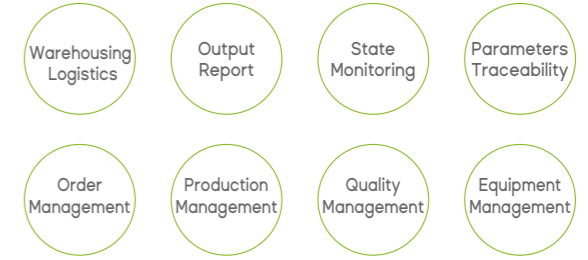 Warehousing
Logistics
Output
Report
State
Monitoring
Parameters
Traceability
Order
Management
Production
Management
Quality
Management
Equipment
Management